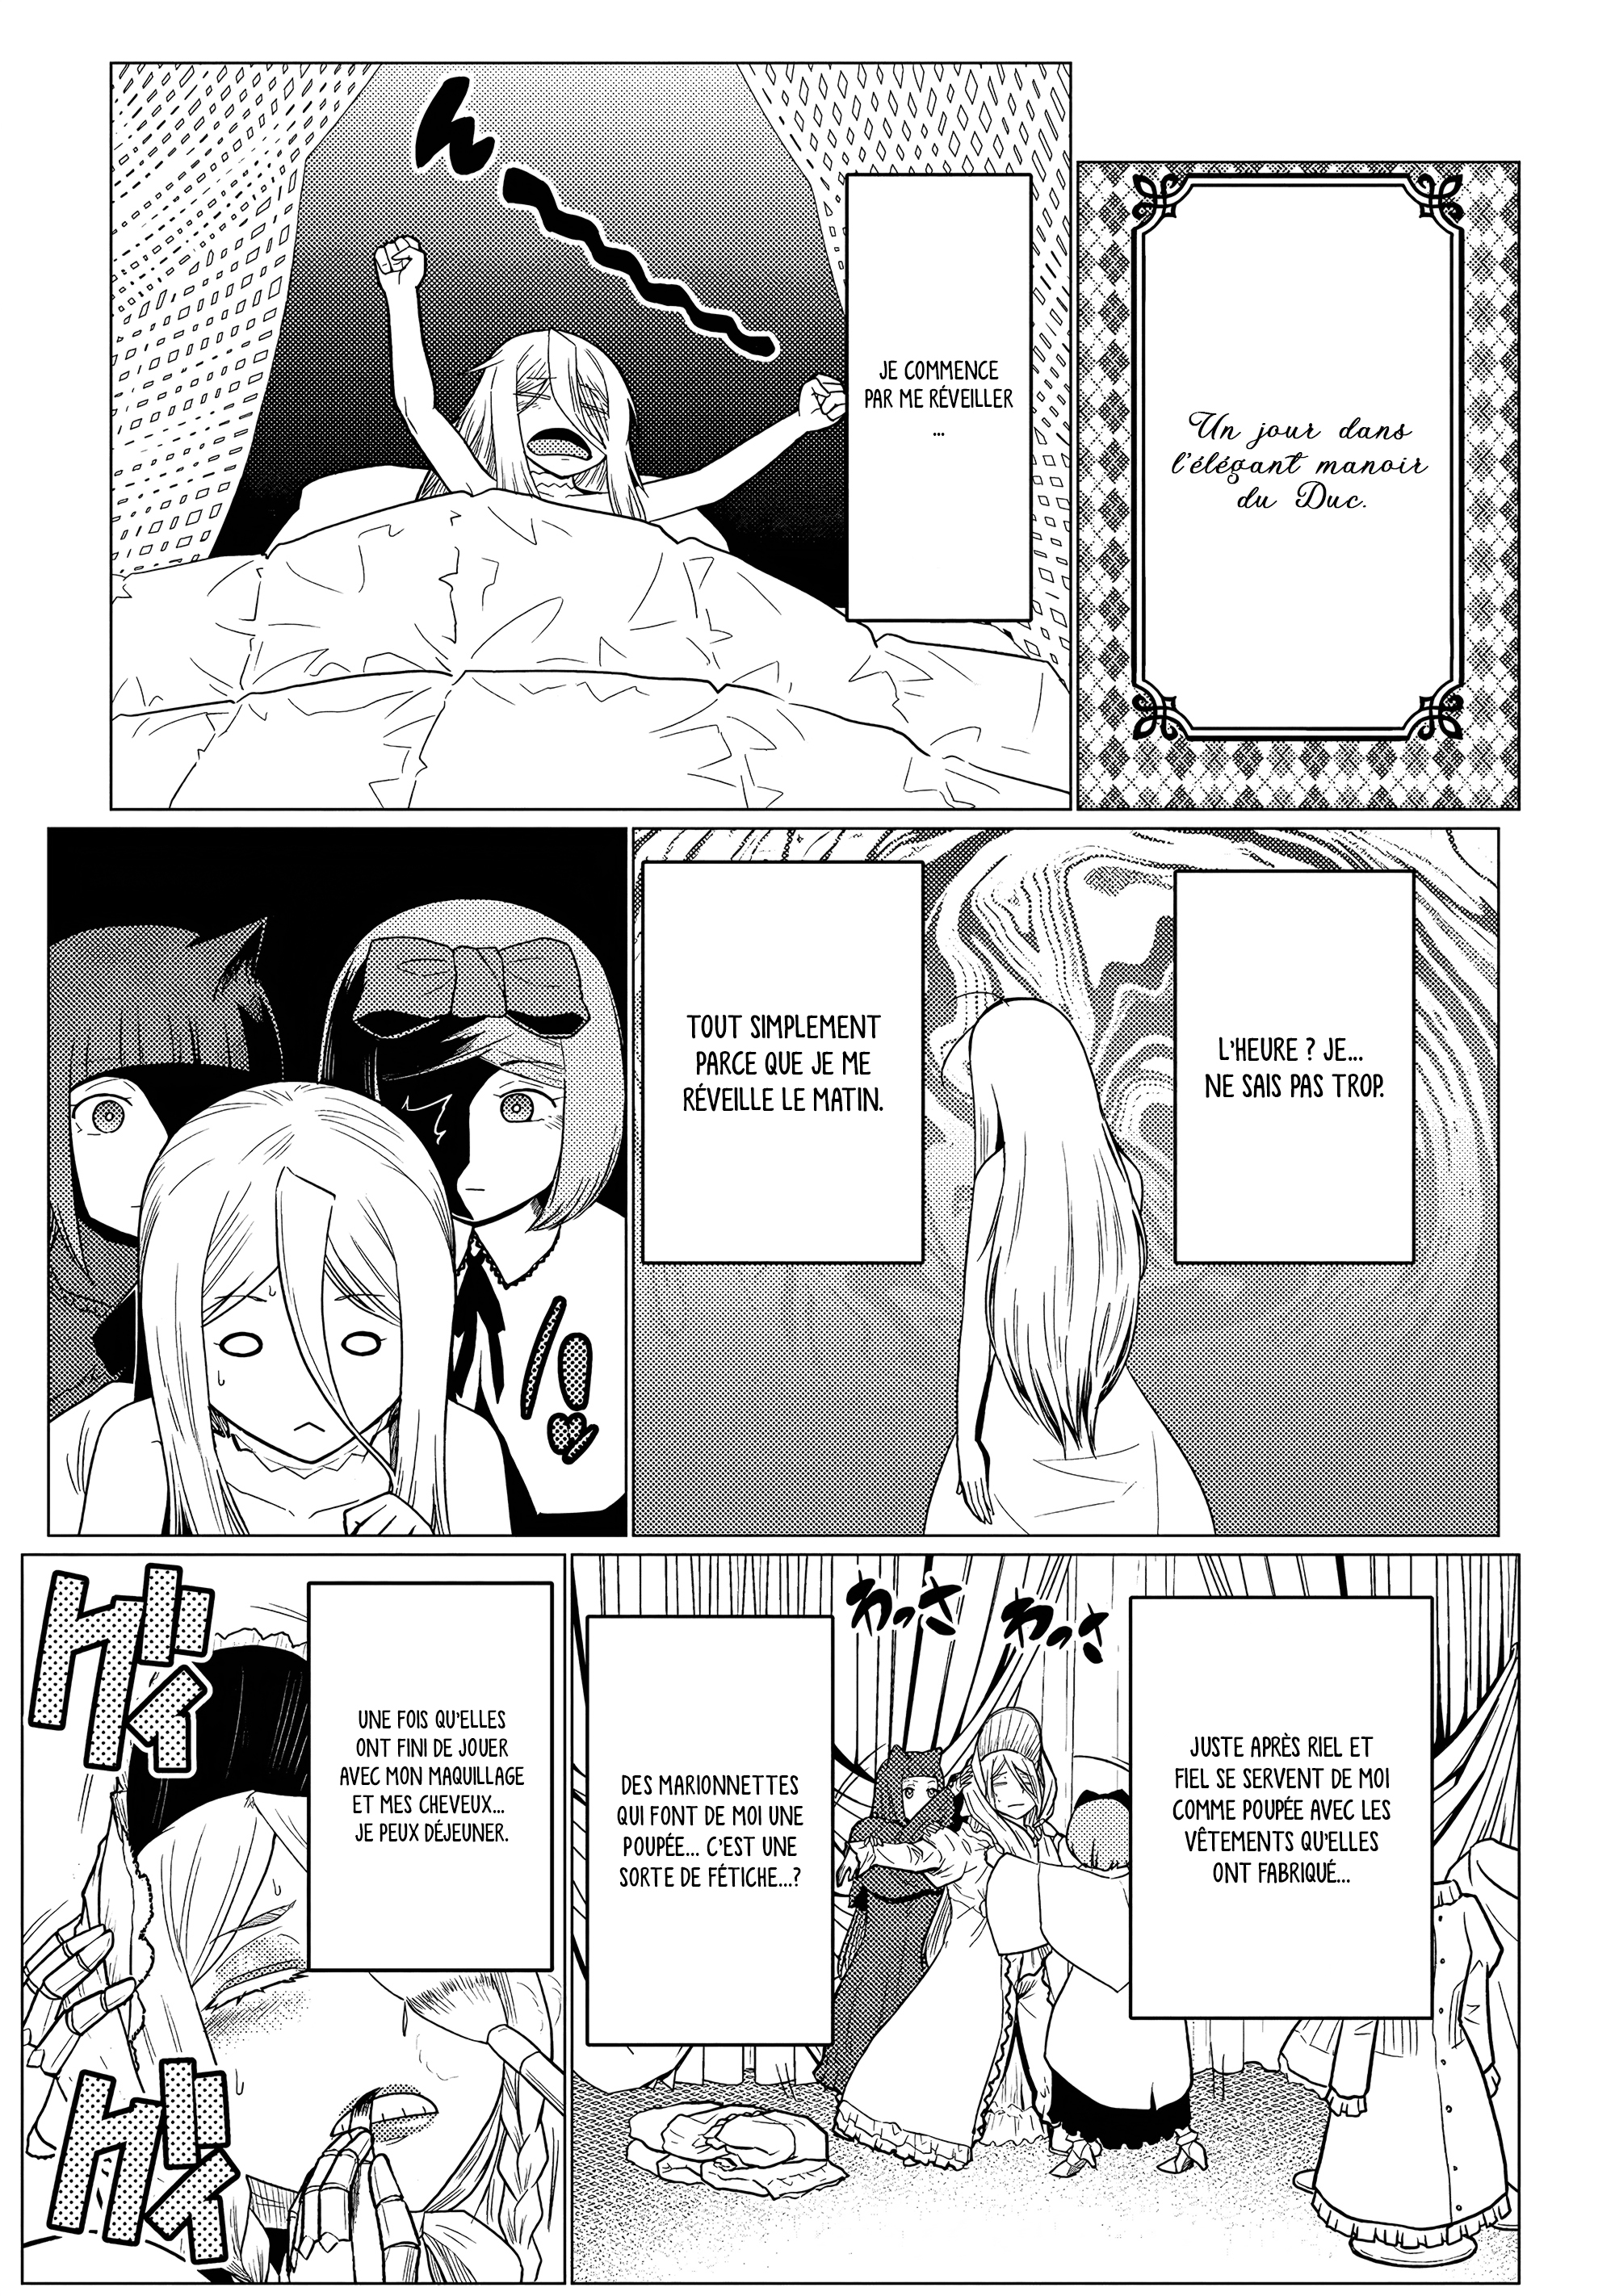 Un jour dans
l'élégant manoir
du Duc.
JE COMMENCE
PAR ME RÉVEILLER
...
L'HEURE ? JE...
NE SAIS PAS TROP.
TOUT SIMPLEMENT
PARCE QUE JE ME
RÉVEILLE LE MATIN.
JUSTE APRÈS RIEL ET
FIEL SE SERVENT DE MOI
COMME POUPÉE AVEC LES
VÊTEMENTS QU'ELLES
ONT FABRIQUÉ...
わっさ
わっさ
DES MARIONNETTES
QUI FONT DE MOI UNE
POUPÉE... C'EST UNE
SORTE DE FÉTICHE...?
UNE FOIS QU'ELLES
ONT FINI DE JOUER
AVEC MON MAQUILLAGE
ET MES CHEVEUX...
JE PEUX DÉJEUNER.
グイ
グイ